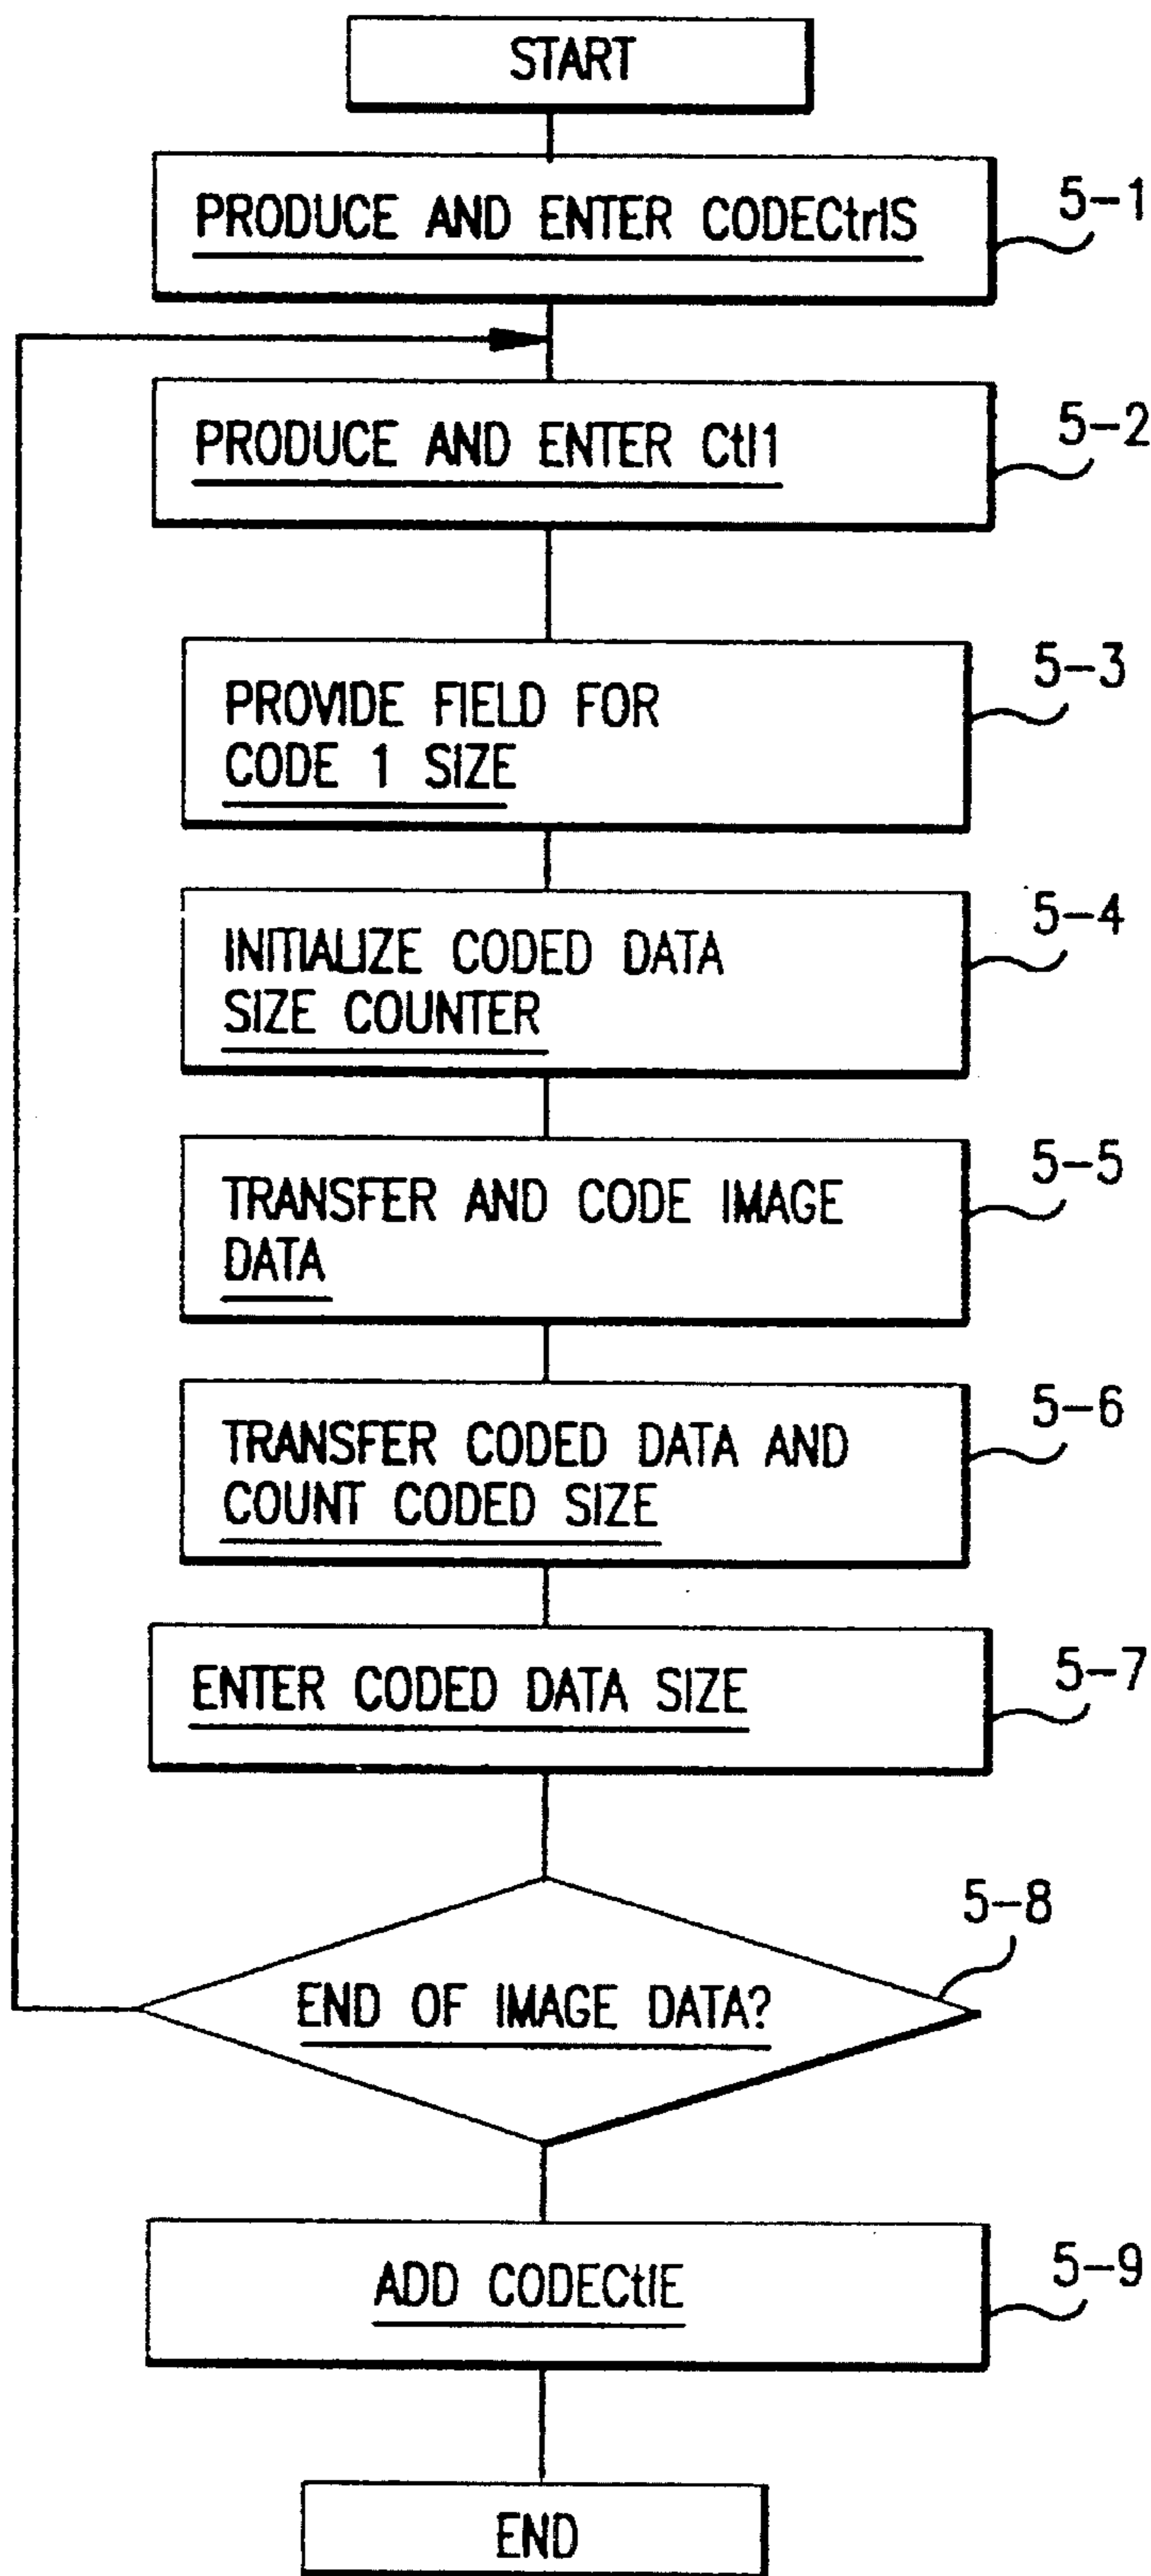 START
PRODUCE AND ENTER CODECtrlS
5-1
PRODUCE AND ENTER Ctl1
5-2
PROVIDE FIELD FOR
CODE 1 SIZE
5-3
INITIALIZE CODED DATA
SIZE COUNTER
5-4
TRANSFER AND CODE IMAGE
DATA
5-5
TRANSFER CODED DATA AND
COUNT CODED SIZE
5-6
ENTER CODED DATA SIZE
5-7
END OF IMAGE DATA?
5-8
ADD CODECtlE
5-9
END